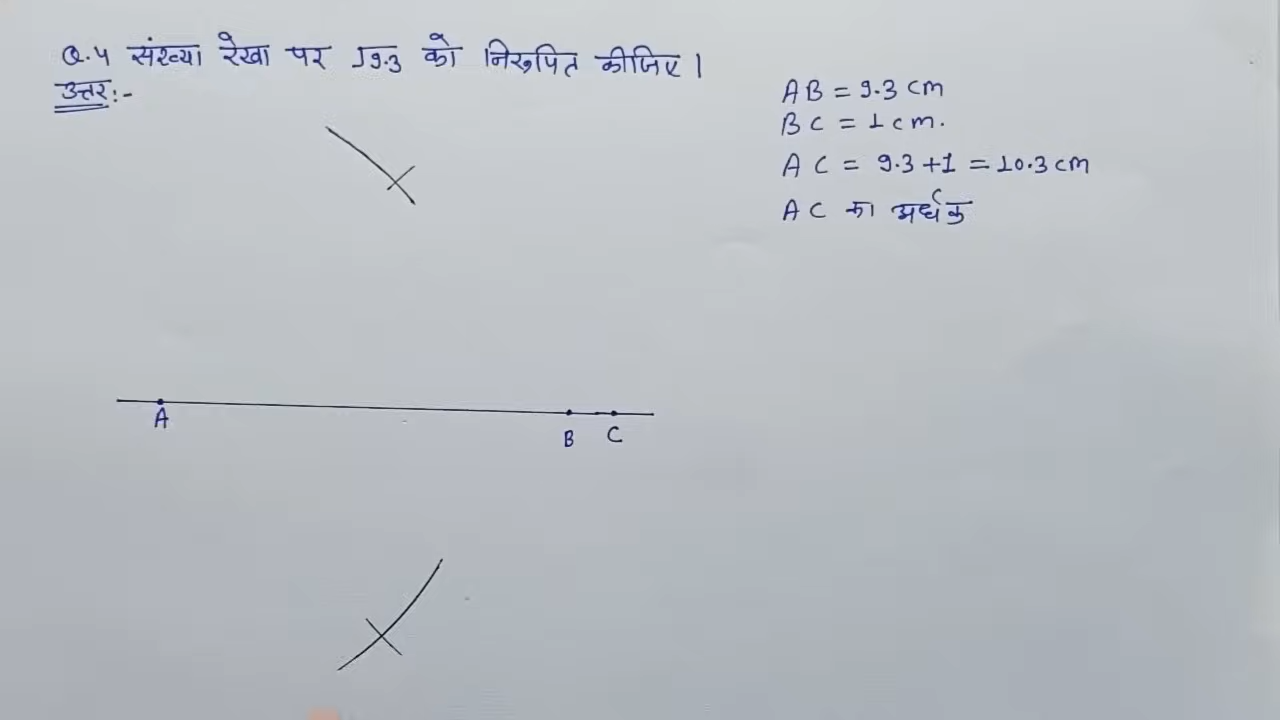 Q.4 संख्या रेखा पर √9.3 को निरूपित कीजिए।
उत्तर:-
AB = 9.3 cm
BC = 1 cm.
AC = 9.3 + 1 = 10.3 cm
AC का अर्धक
A
B
C